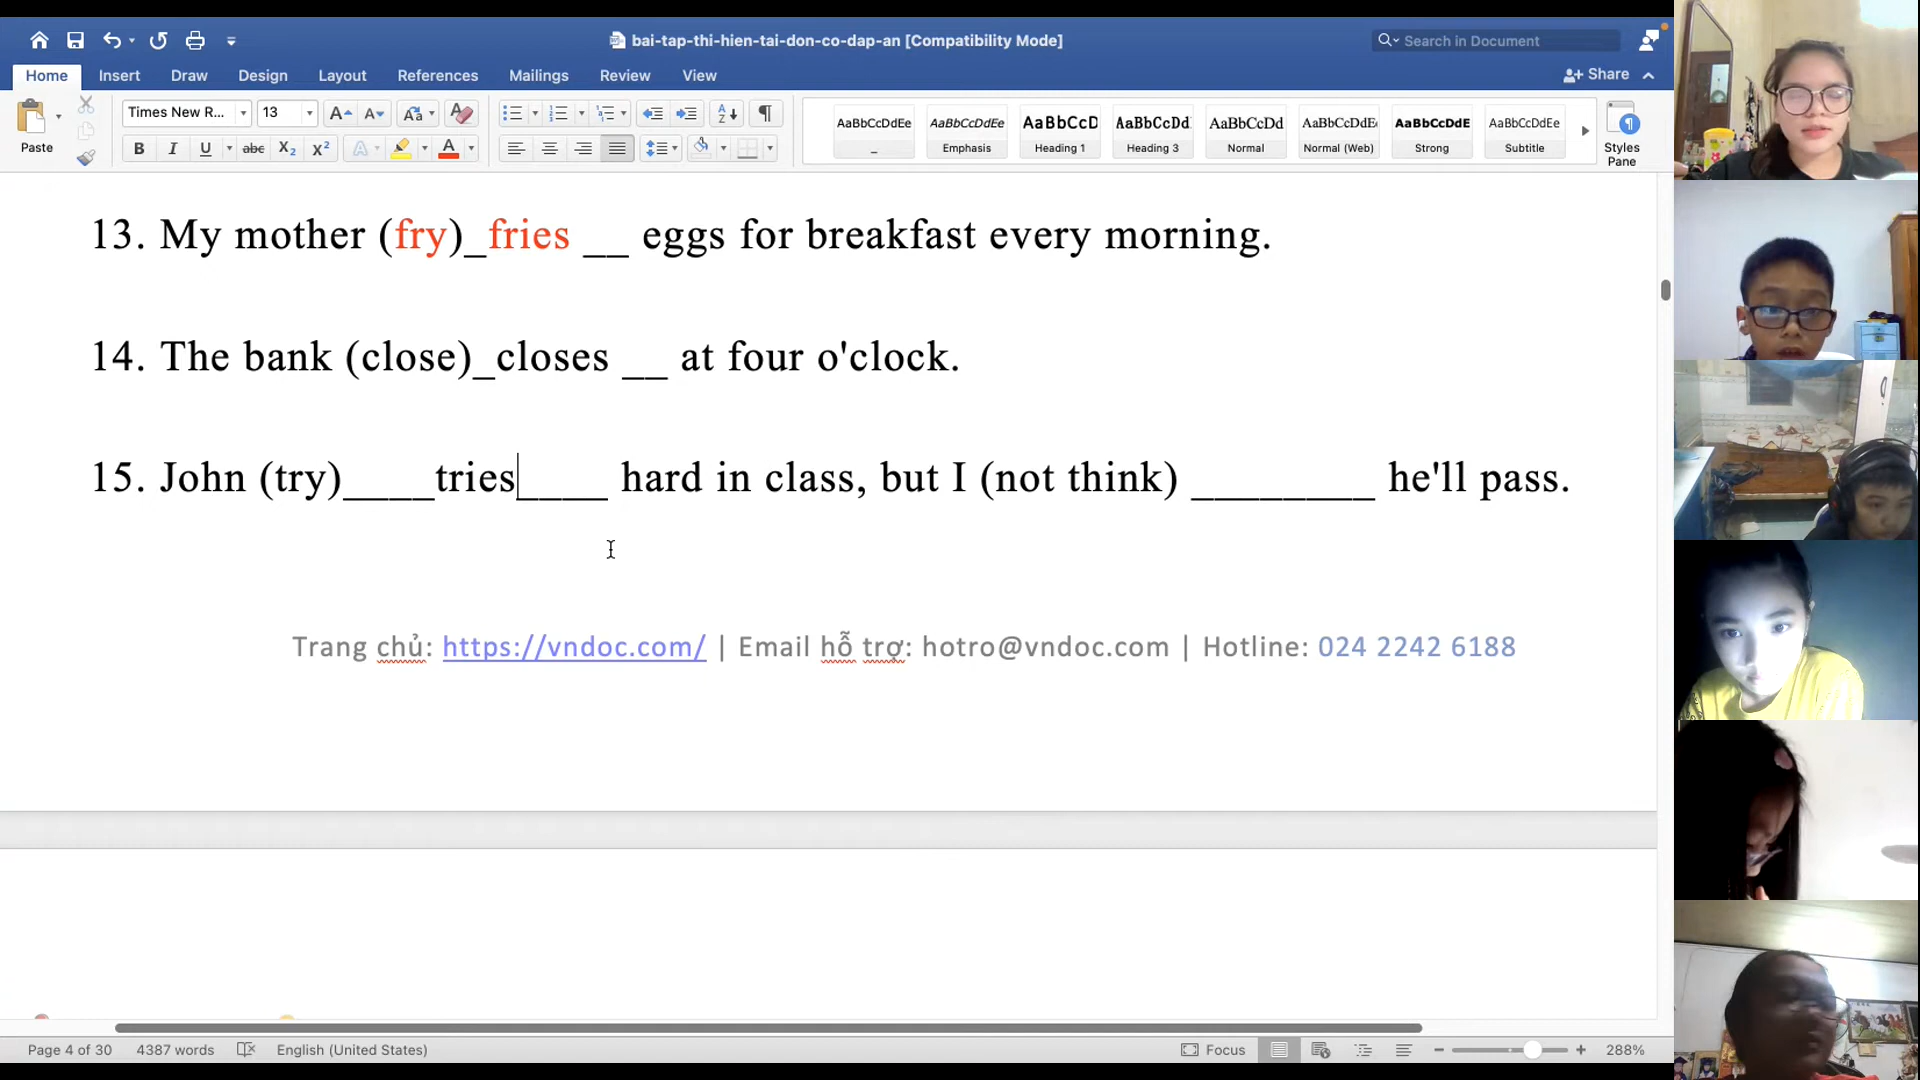 bai-tap-thi-hien-tai-don-co-dap-an [Compatibility Mode]
Search in Document
Home Insert Draw Design Layout References Mailings Review View
Share
Paste
Times New R... 13
AaBbCcDdEe AaBbCcDdEe AaBbCcD AaBbCcDd AaBbCcDd AaBbCcDdE AaBbCcDdE AaBbCcDdEe
_ Emphasis Heading 1 Heading 3 Normal Normal (Web) Strong Subtitle
Styles Pane
13. My mother (fry)_fries __ eggs for breakfast every morning.
14. The bank (close)_closes __ at four o'clock.
15. John (try)____tries____ hard in class, but I (not think) ________ he'll pass.
Trang chủ: https://vndoc.com/ | Email hỗ trợ: hotro@vndoc.com | Hotline: 024 2242 6188
Page 4 of 30 4387 words English (United States) Focus 288%